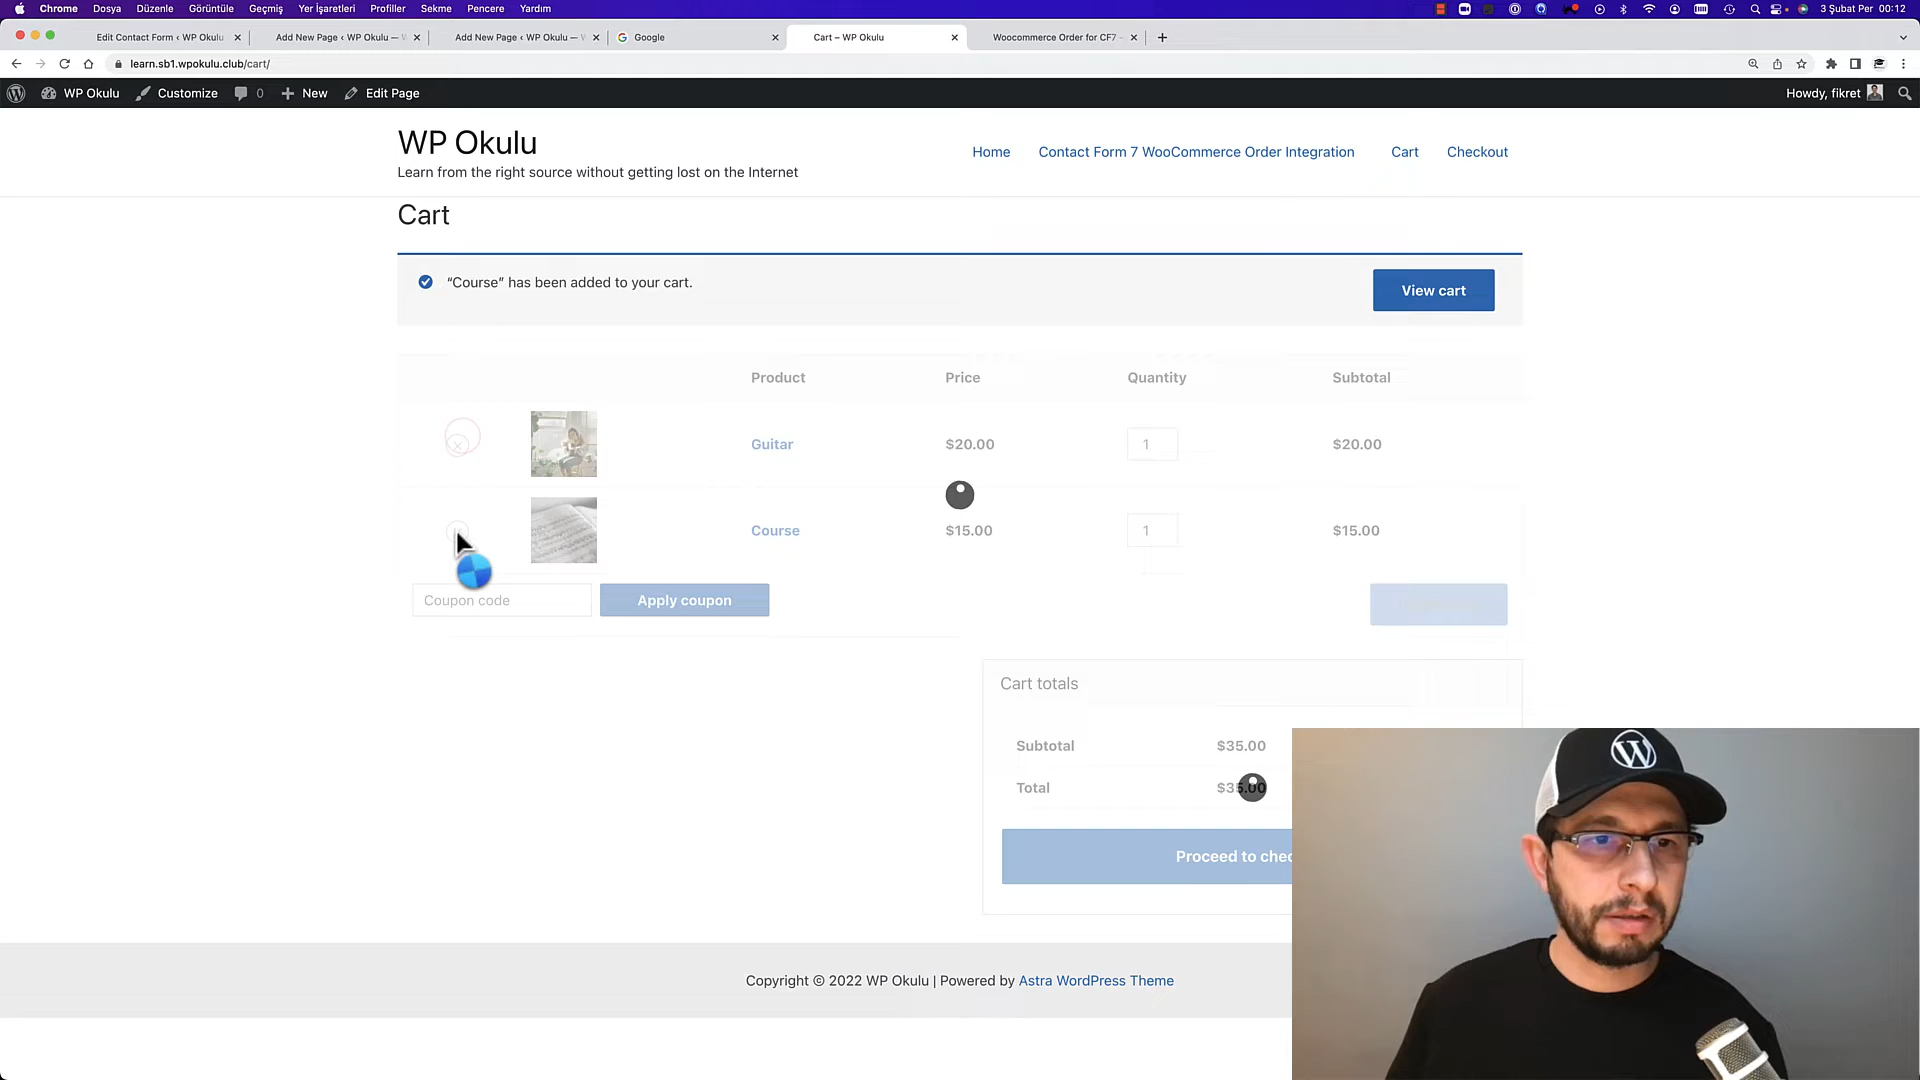 Chrome Dosya Düzenle Görüntüle Geçmiş Yer İşaretleri Profiller Sekme Pencere Yardım 3 Şubat Per 00:12
Edit Contact Form ‹ WP Okulu Add New Page ‹ WP Okulu — Add New Page ‹ WP Okulu — Google Cart – WP Okulu Woocommerce Order for CF7
learn.sb1.wpokulu.club/cart/
WP Okulu Customize 0 New Edit Page Howdy, fikret
WP Okulu
Learn from the right source without getting lost on the Internet
Home Contact Form 7 WooCommerce Order Integration Cart Checkout
Cart
“Course” has been added to your cart.
View cart
Product Price Quantity Subtotal
Guitar $20.00 1 $20.00
Course $15.00 1 $15.00
Coupon code Apply coupon
Cart totals
Subtotal $35.00
Total $35.00
Proceed to chec
Copyright © 2022 WP Okulu | Powered by Astra WordPress Theme